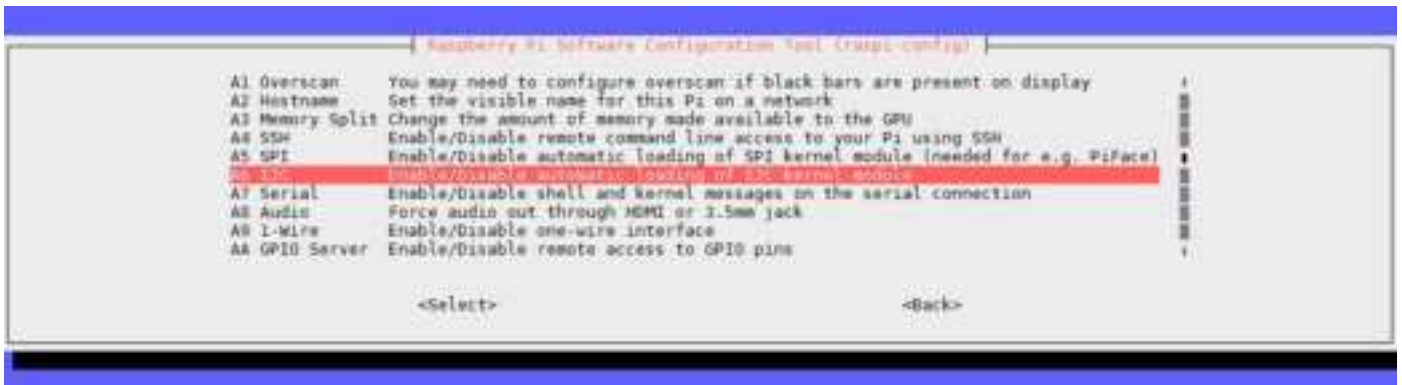 Raspberry Pi Software Configuration Tool (raspi-config)
A1 Overscan You may need to configure overscan if black bars are present on display
A2 Hostname Set the visible name for this Pi on a network
A3 Memory Split Change the amount of memory made available to the GPU
A4 SSH Enable/Disable remote command line access to your Pi using SSH
A5 SPI Enable/Disable automatic loading of SPI kernel module (needed for e.g. PiFace)
A6 I2C Enable/Disable automatic loading of I2C kernel module
A7 Serial Enable/Disable shell and kernel messages on the serial connection
A8 Audio Force audio out through HDMI or 3.5mm jack
A9 1-Wire Enable/Disable one-wire interface
AA GPIO Server Enable/Disable remote access to GPIO pins
<Select> <Back>